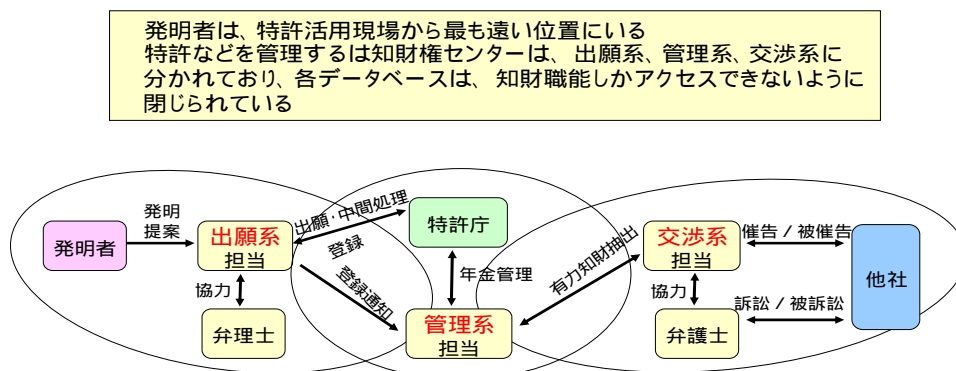 発明者は、特許活用現場から最も遠い位置にいる
特許などを管理するは知財権センターは、出願系、管理系、交渉系に
分かれており、各データベースは、知財職能しかアクセスできないように
閉じられている
発明者
発明
提案
出願系
担当
協力
弁理士
出願・中間処理
登録
登録通知
特許庁
年金管理
管理系
担当
有力知財抽出
交渉系
担当
協力
弁護士
催告 / 被催告
訴訟 / 被訴訟
他社